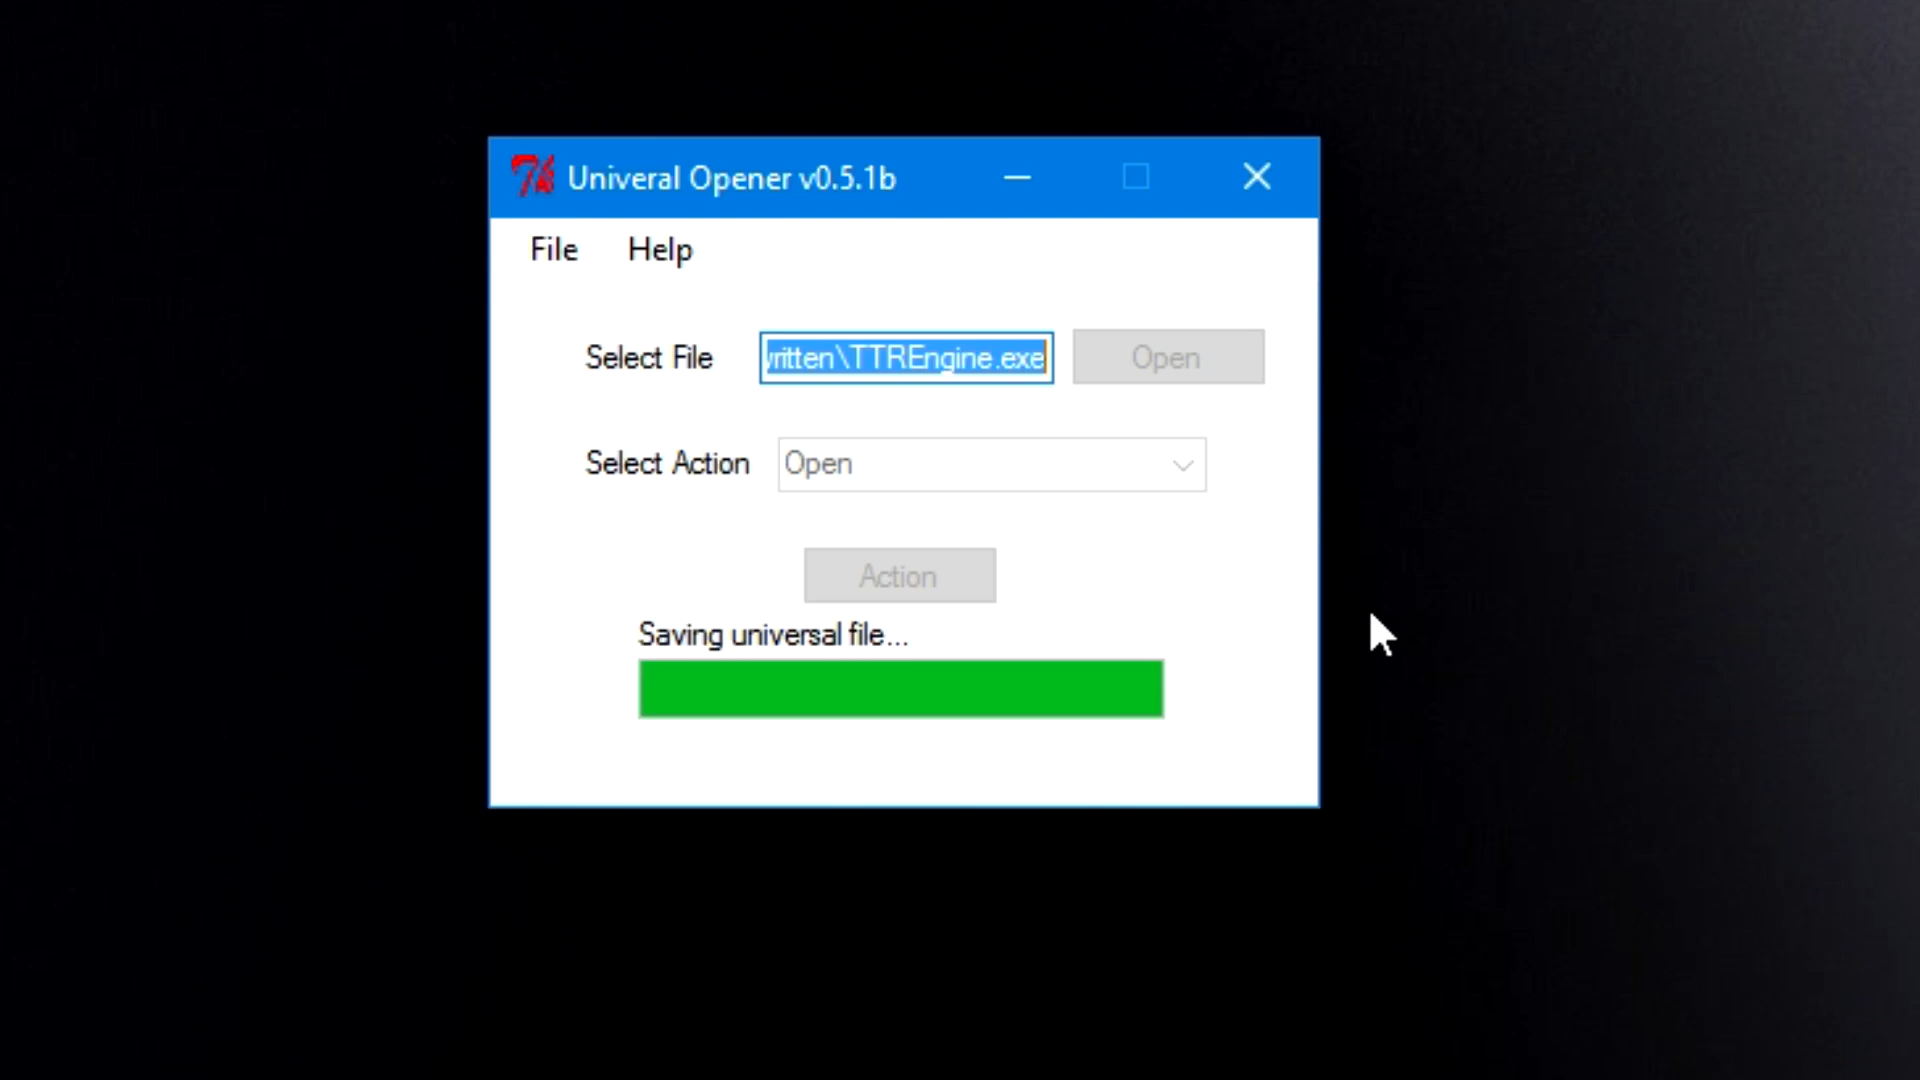 Univeral Opener v0.5.1b
File Help
Select File written\TTREngine.exe Open
Select Action Open
Action
Saving universal file...